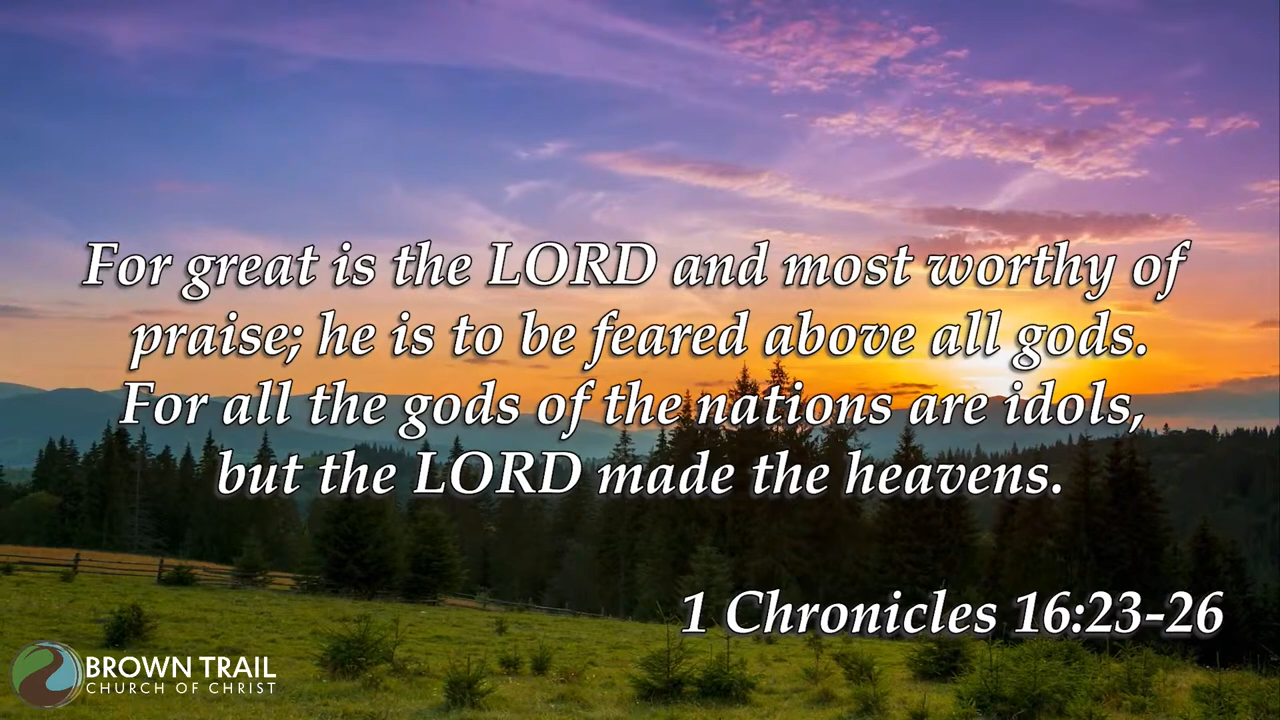 For great is the LORD and most worthy of
praise; he is to be feared above all gods.
For all the gods of the nations are idols,
but the LORD made the heavens.
1 Chronicles 16:23-26
BROWN TRAIL
CHURCH OF CHRIST